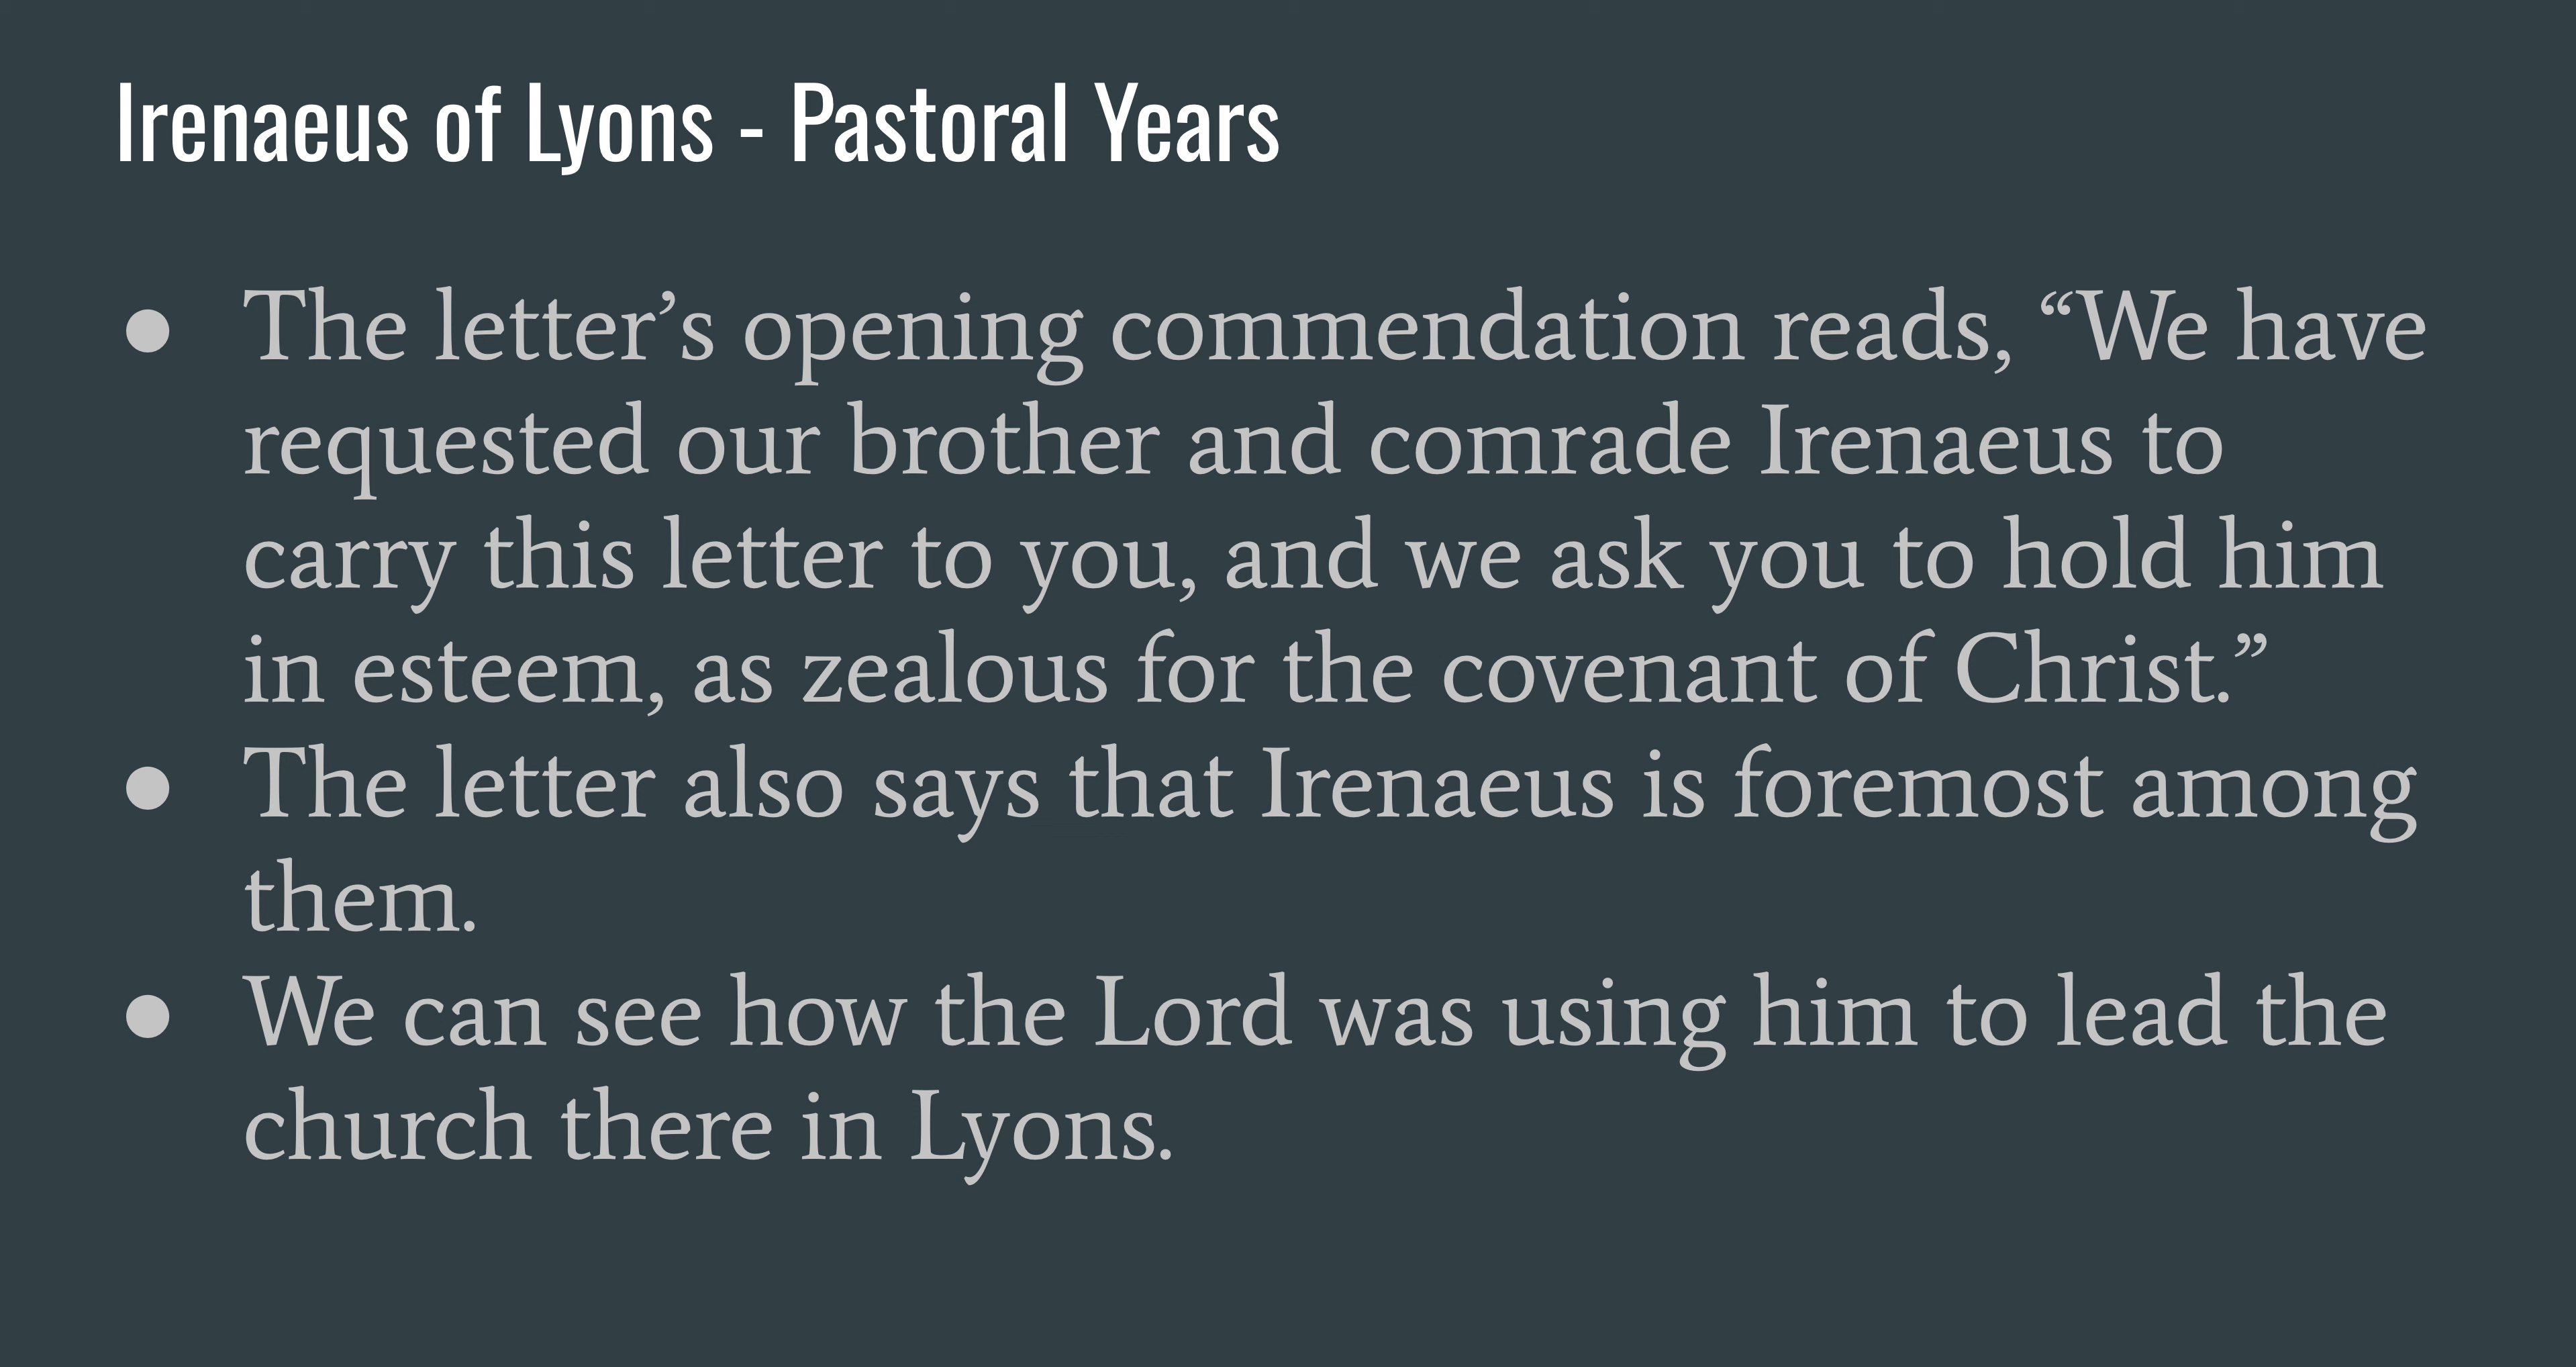 Irenaeus of Lyons - Pastoral Years
● The letter’s opening commendation reads, “We have
requested our brother and comrade Irenaeus to
carry this letter to you, and we ask you to hold him
in esteem, as zealous for the covenant of Christ.”
● The letter also says that Irenaeus is foremost among
them.
● We can see how the Lord was using him to lead the
church there in Lyons.